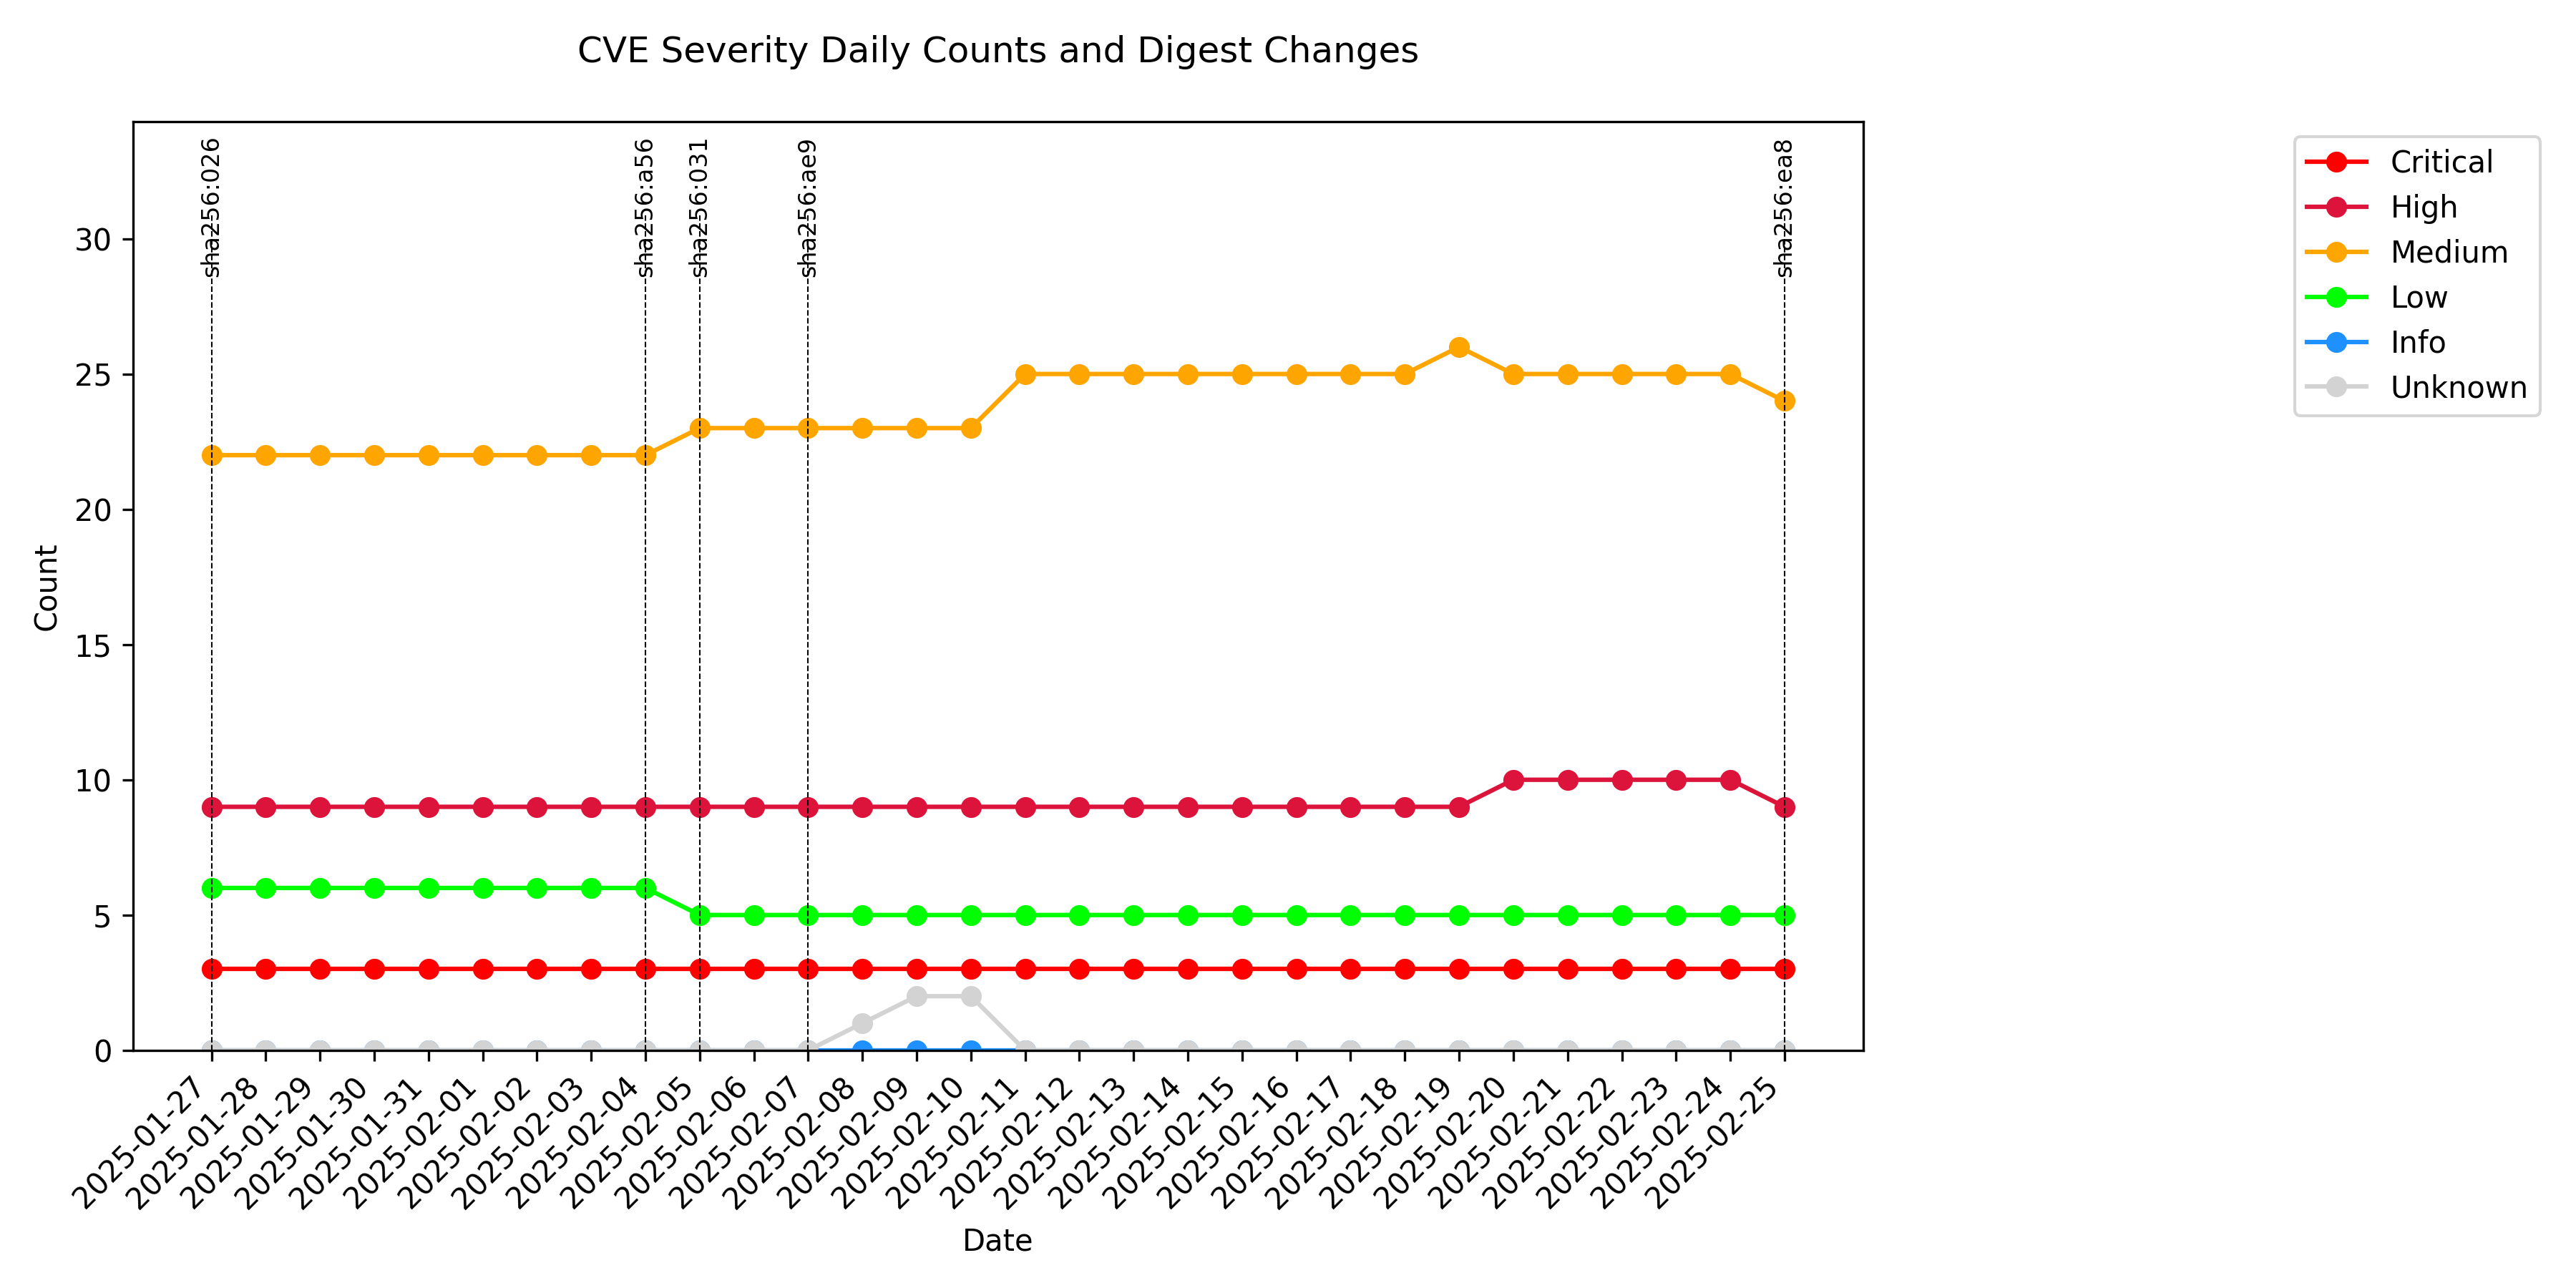 CVE Severity Daily Counts and Digest Changes
sha256:026
sha256:a56
sha256:031
sha256:ae9
sha256:ea8
Critical
High
Medium
Low
Info
Unknown
Count
30
25
20
15
10
5
0
2025-01-27
2025-01-28
2025-01-29
2025-01-30
2025-01-31
2025-02-01
2025-02-02
2025-02-03
2025-02-04
2025-02-05
2025-02-06
2025-02-07
2025-02-08
2025-02-09
2025-02-10
2025-02-11
2025-02-12
2025-02-13
2025-02-14
2025-02-15
2025-02-16
2025-02-17
2025-02-18
2025-02-19
2025-02-20
2025-02-21
2025-02-22
2025-02-23
2025-02-24
2025-02-25
Date